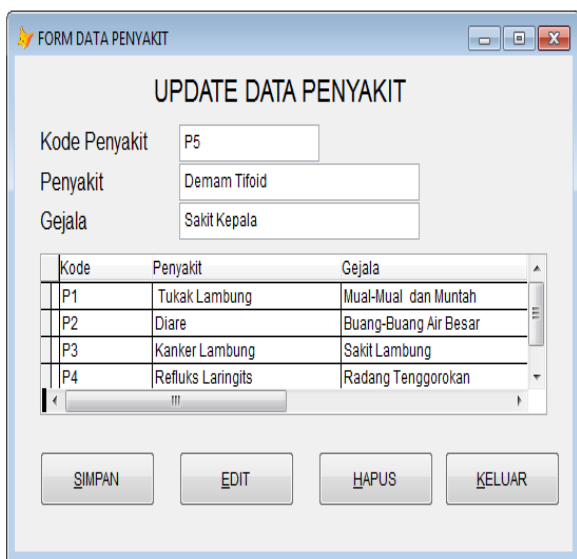 FORM DATA PENYAKIT
UPDATE DATA PENYAKIT
Kode Penyakit P5
Penyakit Demam Tifoid
Gejala Sakit Kepala
Kode Penyakit Gejala
P1 Tukak Lambung Mual-Mual dan Muntah
P2 Diare Buang-Buang Air Besar
P3 Kanker Lambung Sakit Lambung
P4 Refluks Laringits Radang Tenggorokan
SIMPAN EDIT HAPUS KELUAR